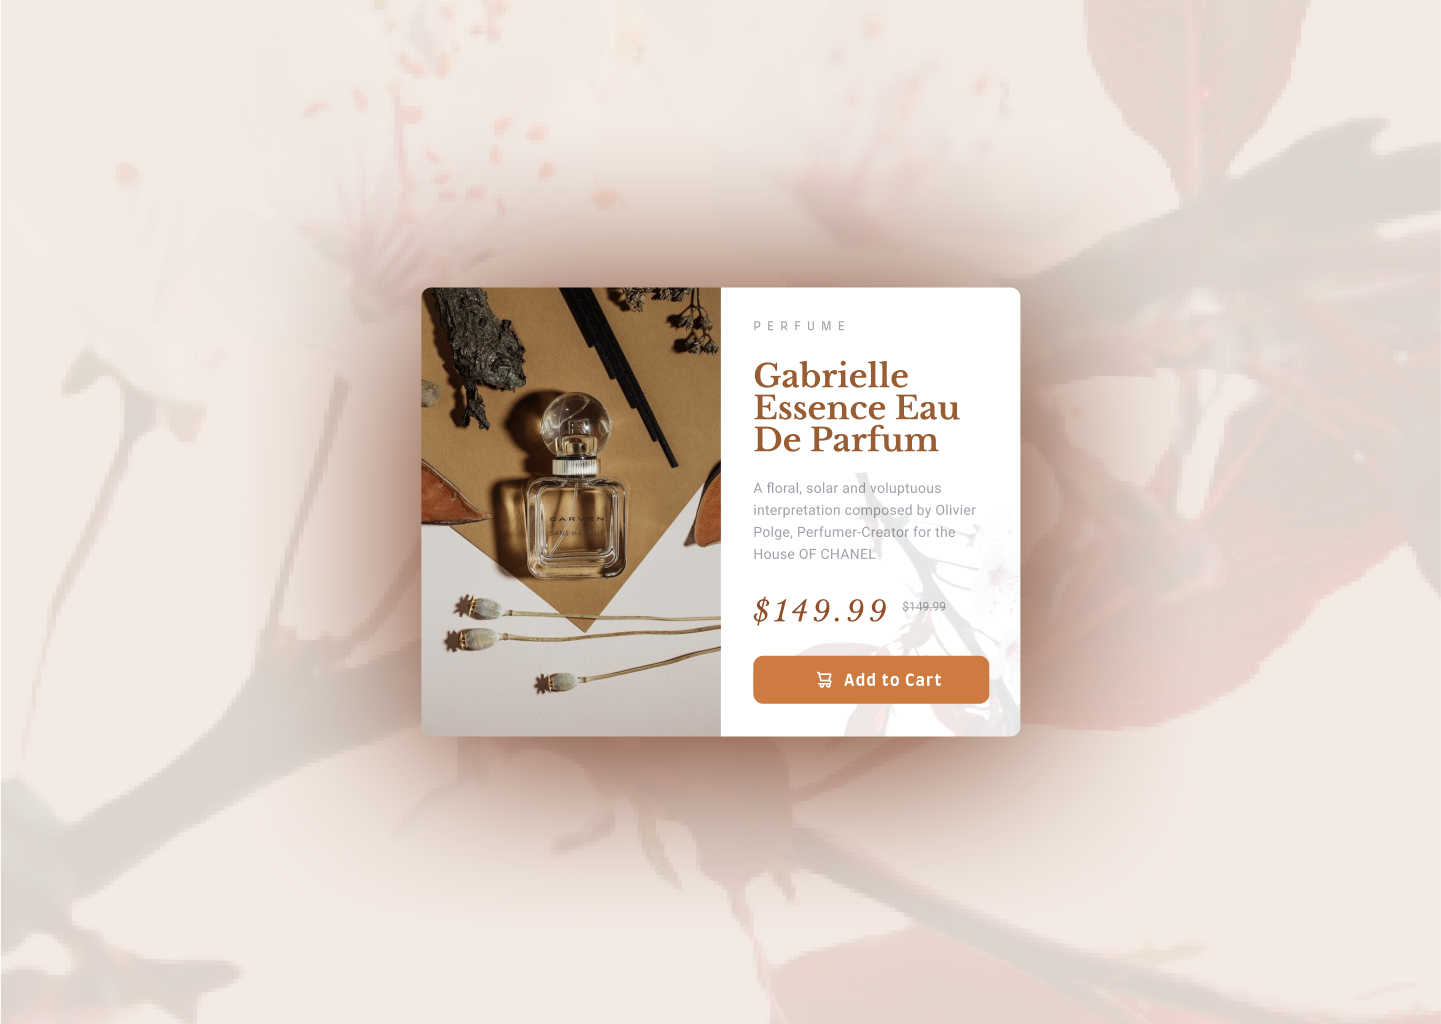 PERFUME
Gabrielle
Essence Eau
De Parfum
A floral, solar and voluptuous
interpretation composed by Olivier
Polge, Perfumer-Creator for the
House OF CHANEL
$149.99 $149.99
Add to Cart
CARVEN